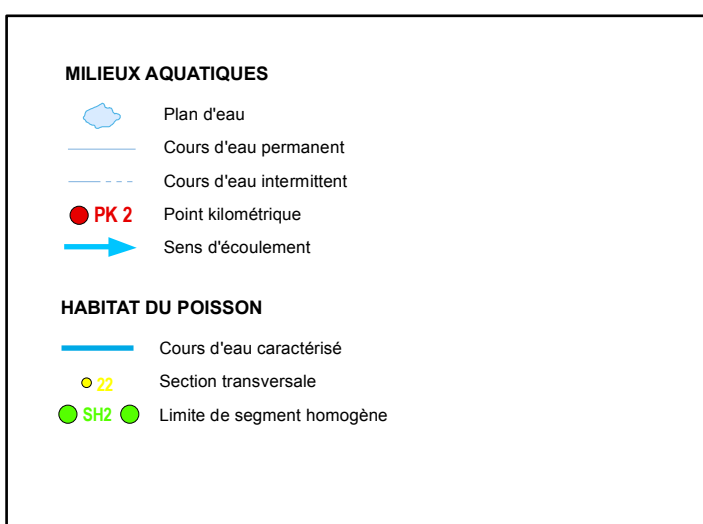 MILIEUX AQUATIQUES
Plan d'eau
Cours d'eau permanent
Cours d'eau intermittent
PK 2 Point kilométrique
Sens d'écoulement
HABITAT DU POISSON
Cours d'eau caractérisé
22 Section transversale
SH2 Limite de segment homogène